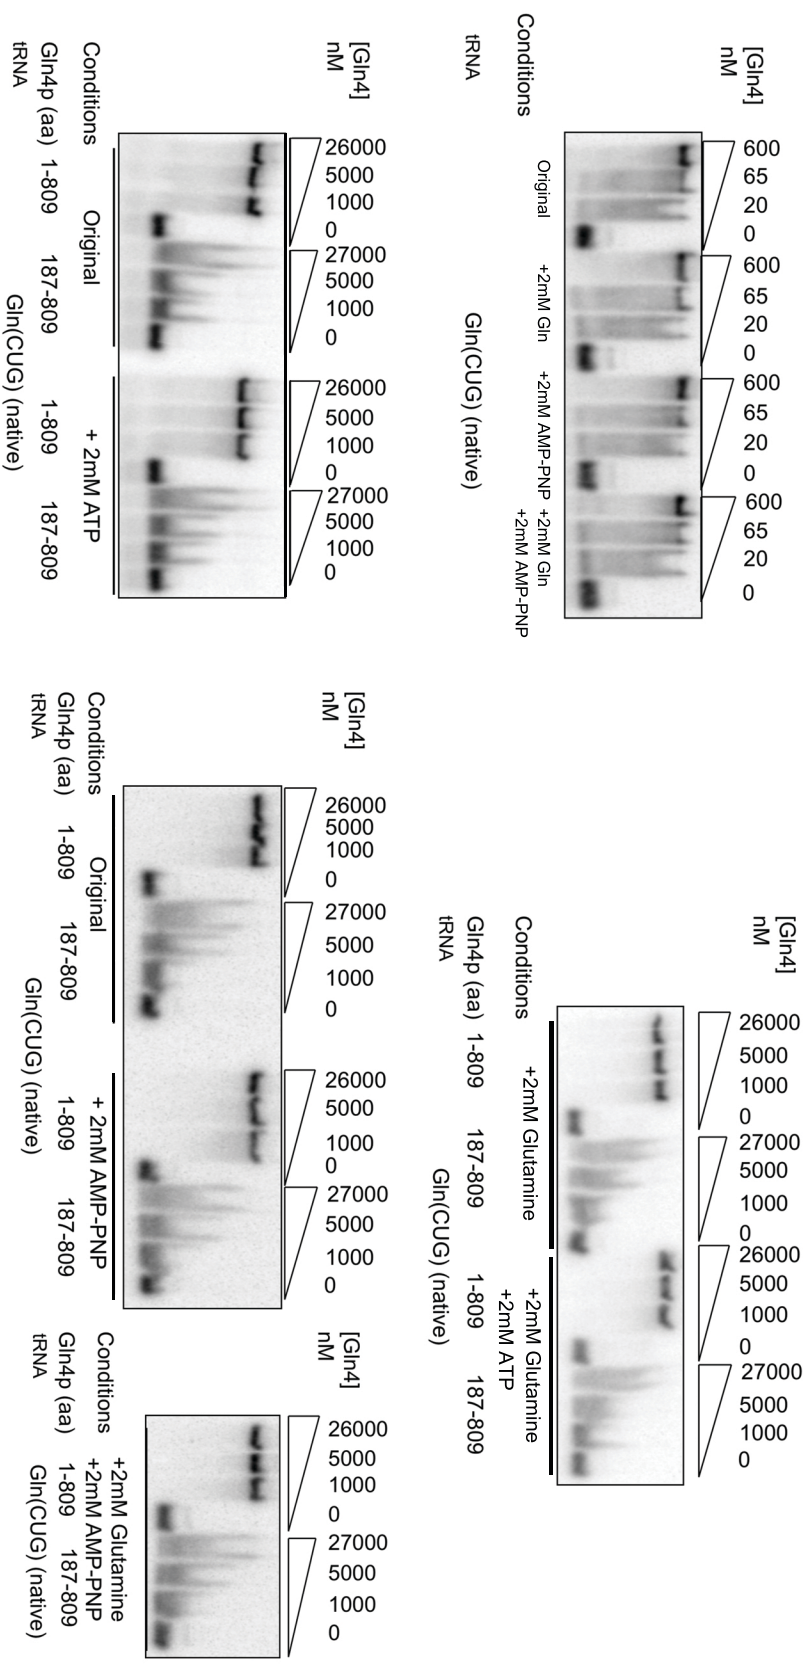 [Gln4]
nM
600
65
20
0
600
65
20
0
600
65
20
0
600
65
20
0
Conditions
Original
+2mM Gln
+2mM AMP-PNP
+2mM Gln
+2mM AMP-PNP
tRNA
Gln(CUG) (native)
[Gln4]
nM
26000
5000
1000
0
27000
5000
1000
0
26000
5000
1000
0
27000
5000
1000
0
Conditions
Original
+ 2mM ATP
Gln4p (aa) 1-809 187-809 1-809 187-809
tRNA
Gln(CUG) (native)
[Gln4]
nM
26000
5000
1000
0
27000
5000
1000
0
26000
5000
1000
0
27000
5000
1000
0
Conditions
+2mM Glutamine
+2mM Glutamine
+2mM ATP
Gln4p (aa) 1-809 187-809 1-809 187-809
tRNA
Gln(CUG) (native)
[Gln4]
nM
26000
5000
1000
0
27000
5000
1000
0
26000
5000
1000
0
27000
5000
1000
0
Conditions
Original
+ 2mM AMP-PNP
Gln4p (aa) 1-809 187-809 1-809 187-809
tRNA
Gln(CUG) (native)
[Gln4]
nM
26000
5000
1000
0
27000
5000
1000
0
Conditions
+2mM Glutamine
+2mM AMP-PNP
Gln4p (aa) 1-809 187-809
tRNA
Gln(CUG) (native)